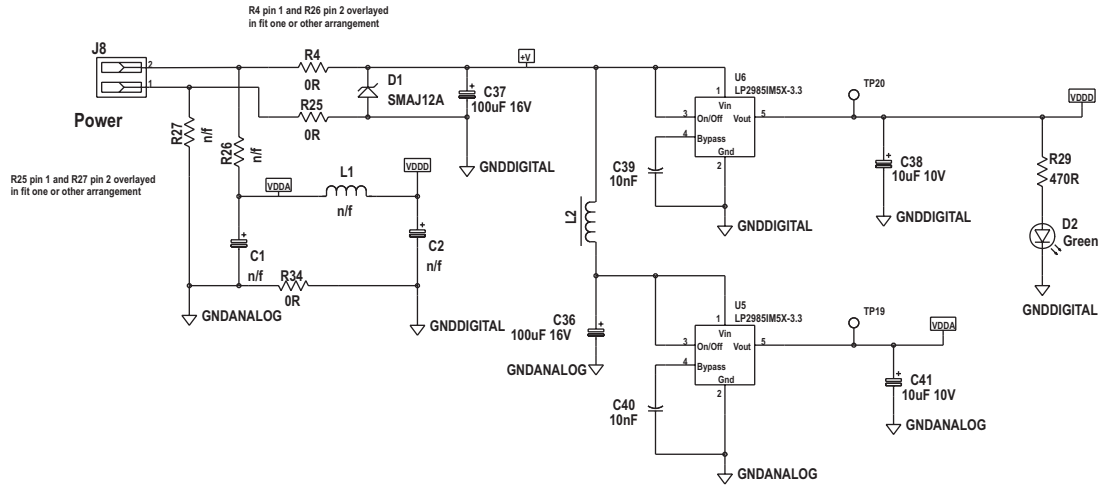 R4 pin 1 and R26 pin 2 overlayed
in fit one or other arrangement
J8
2
1
Power
R4
0R
R25
0R
D1
SMAJ12A
+V
C37
100uF 16V
GNDDIGITAL
R27
n/f
R26
n/f
R25 pin 1 and R27 pin 2 overlayed
in fit one or other arrangement
VDDA
L1
n/f
VDDD
C1
n/f
C2
n/f
R34
0R
GNDANALOG
GNDDIGITAL
U6
LP2985IM5X-3.3
1
Vin
3
On/Off
Vout
5
4
Bypass
Gnd
2
C39
10nF
GNDDIGITAL
TP20
VDDD
C38
10uF 10V
GNDDIGITAL
R29
470R
D2
Green
GNDDIGITAL
L2
C36
100uF 16V
GNDANALOG
U5
LP2985IM5X-3.3
1
Vin
3
On/Off
Vout
5
4
Bypass
Gnd
2
C40
10nF
GNDANALOG
TP19
VDDA
C41
10uF 10V
GNDANALOG